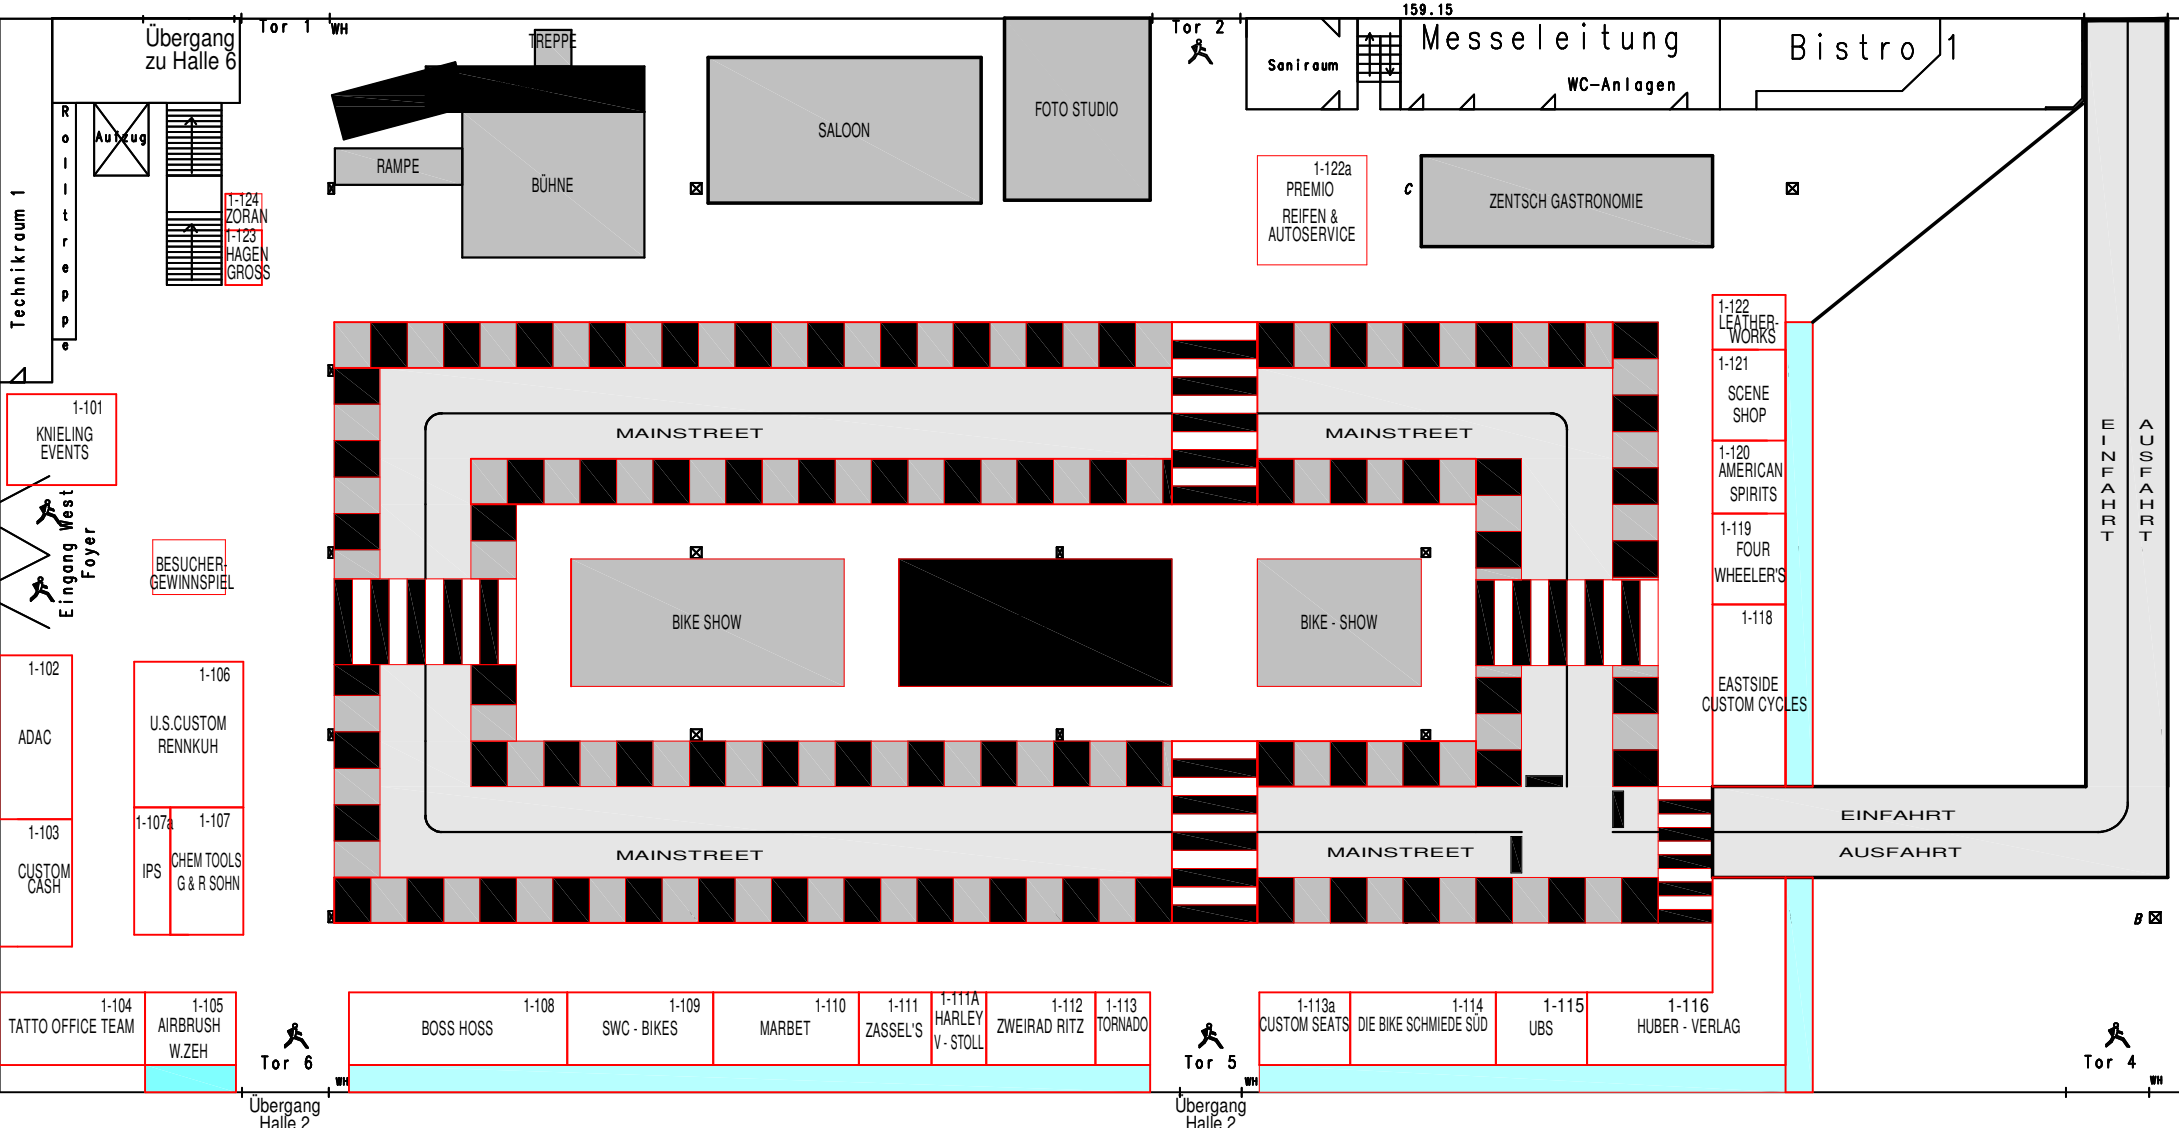 159.15
Übergang
zu Halle 6
Tor 1
WH
TREPPE
Tor 2
Saniraum
Messeleitung
WC-Anlagen
Bistro 1
Rolltreppe
Aufzug
Technikraum 1
RAMPE
BÜHNE
SALOON
FOTO STUDIO
1-122a
PREMIO
REIFEN &
AUTOSERVICE
C
ZENTSCH GASTRONOMIE
1-124
ZORAN
1-123
HAGEN
GROSS
1-122
LEATHER-
WORKS
1-121
SCENE
SHOP
1-120
AMERICAN
SPIRITS
1-119
FOUR
WHEELER'S
1-118
EASTSIDE
CUSTOM CYCLES
EINFAHRT
AUSFAHRT
1-101
KNIELING
EVENTS
Eingang West
Foyer
BESUCHER-
GEWINNSPIEL
MAINSTREET
MAINSTREET
BIKE SHOW
BIKE - SHOW
1-102
ADAC
1-103
CUSTOM
CASH
1-106
U.S.CUSTOM
RENNKUH
1-107a
IPS
1-107
CHEM TOOLS
G & R SOHN
MAINSTREET
MAINSTREET
EINFAHRT
AUSFAHRT
B
1-104
TATTO OFFICE TEAM
1-105
AIRBRUSH
W.ZEH
Tor 6
WH
1-108
BOSS HOSS
1-109
SWC - BIKES
1-110
MARBET
1-111
ZASSEL'S
1-111A
HARLEY
V - STOLL
1-112
ZWEIRAD RITZ
1-113
TORNADO
Tor 5
WH
1-113a
CUSTOM SEATS
1-114
DIE BIKE SCHMIEDE SÜD
1-115
UBS
1-116
HUBER - VERLAG
Tor 4
WH
Übergang
Halle 2
Übergang
Halle 2